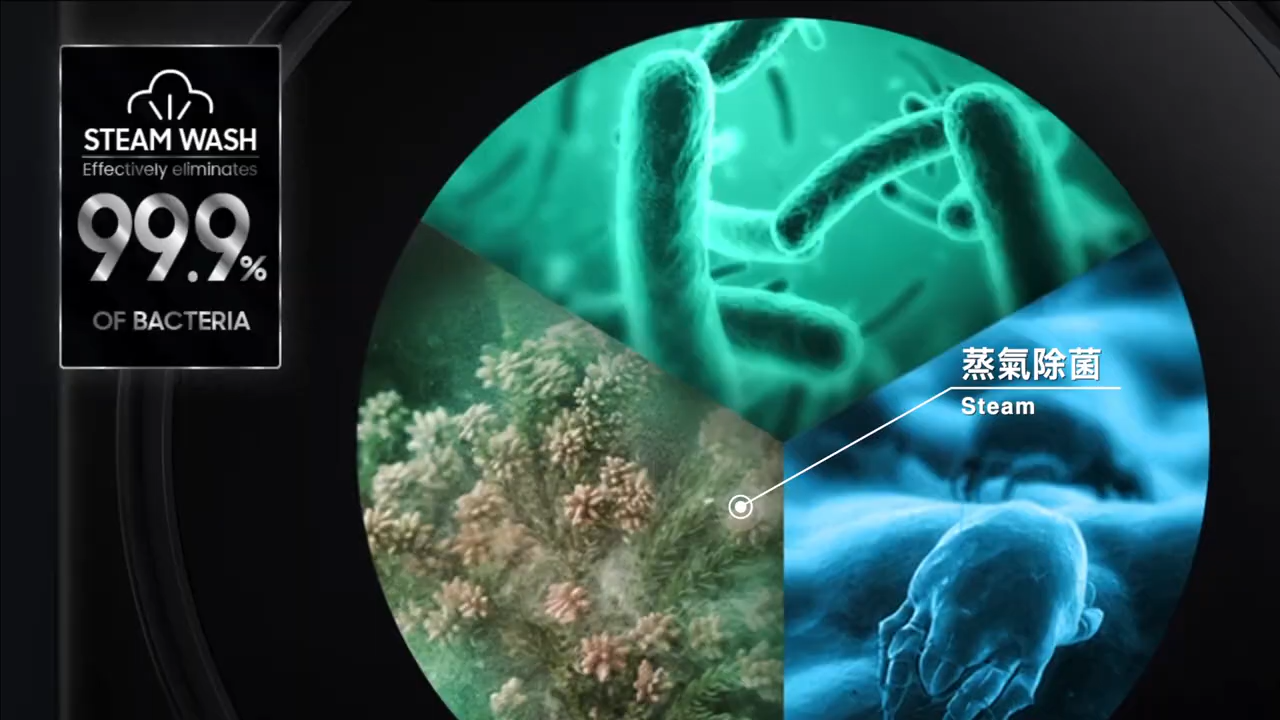 STEAM WASH
Effectively eliminates
99.9%
OF BACTERIA
蒸氣除菌
Steam